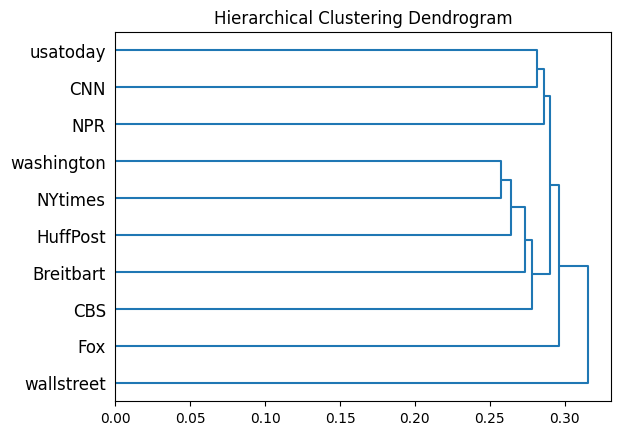 Hierarchical Clustering Dendrogram
usatoday
CNN
NPR
washington
NYtimes
HuffPost
Breitbart
CBS
Fox
wallstreet
0.00 0.05 0.10 0.15 0.20 0.25 0.30